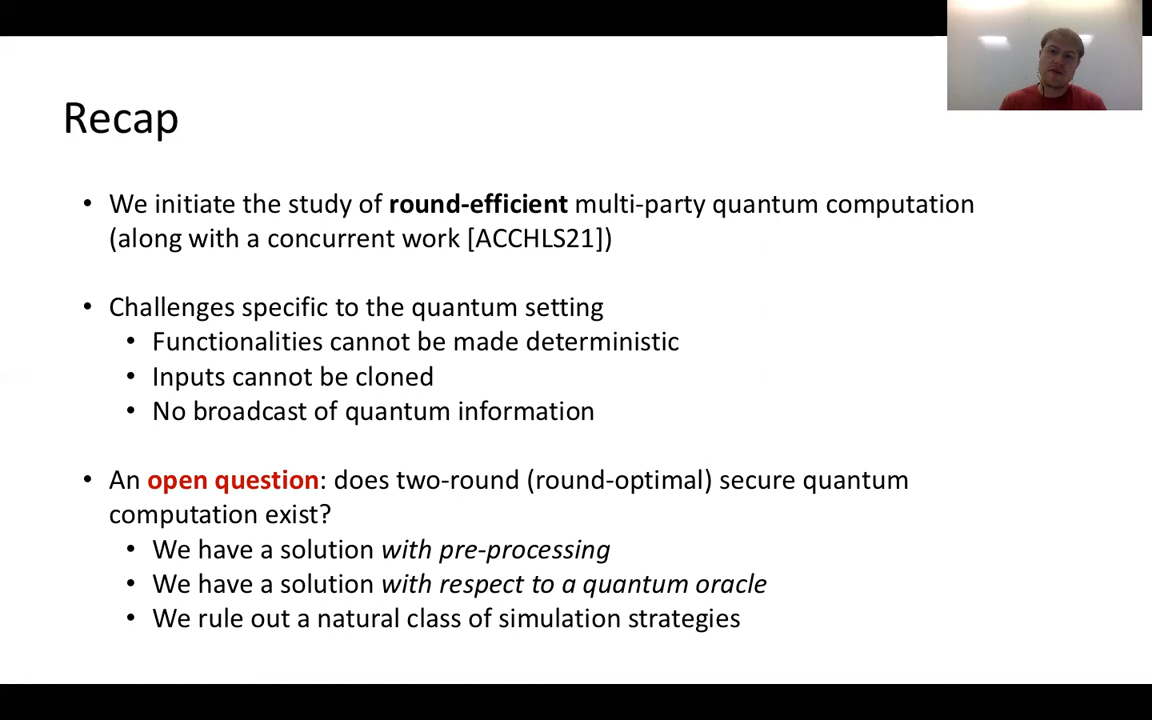 Recap
• We initiate the study of round-efficient multi-party quantum computation
(along with a concurrent work [ACCHLS21])
• Challenges specific to the quantum setting
• Functionalities cannot be made deterministic
• Inputs cannot be cloned
• No broadcast of quantum information
• An open question: does two-round (round-optimal) secure quantum
computation exist?
• We have a solution with pre-processing
• We have a solution with respect to a quantum oracle
• We rule out a natural class of simulation strategies